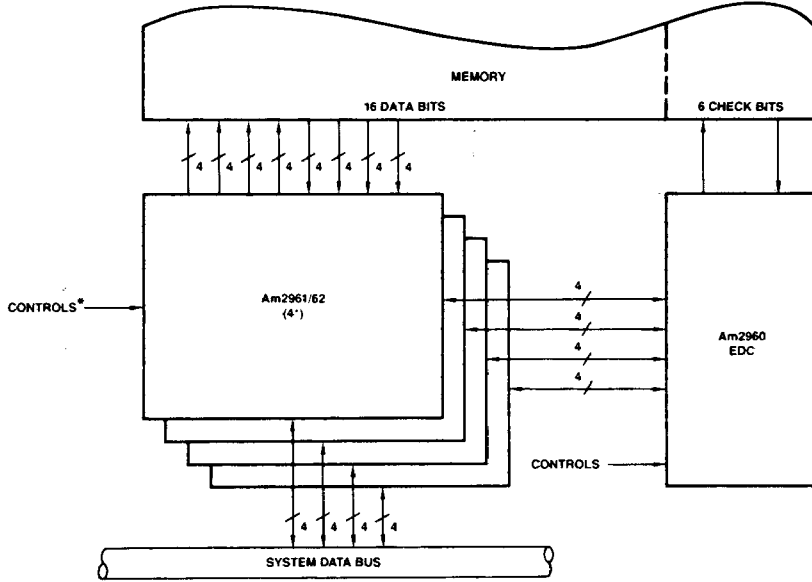 MEMORY
16 DATA BITS
6 CHECK BITS
4 4 4 4 4 4 4 4
Am2961/62
(4*)
CONTROLS*
4
4
4
4
Am2960
EDC
CONTROLS
4 4 4 4
SYSTEM DATA BUS